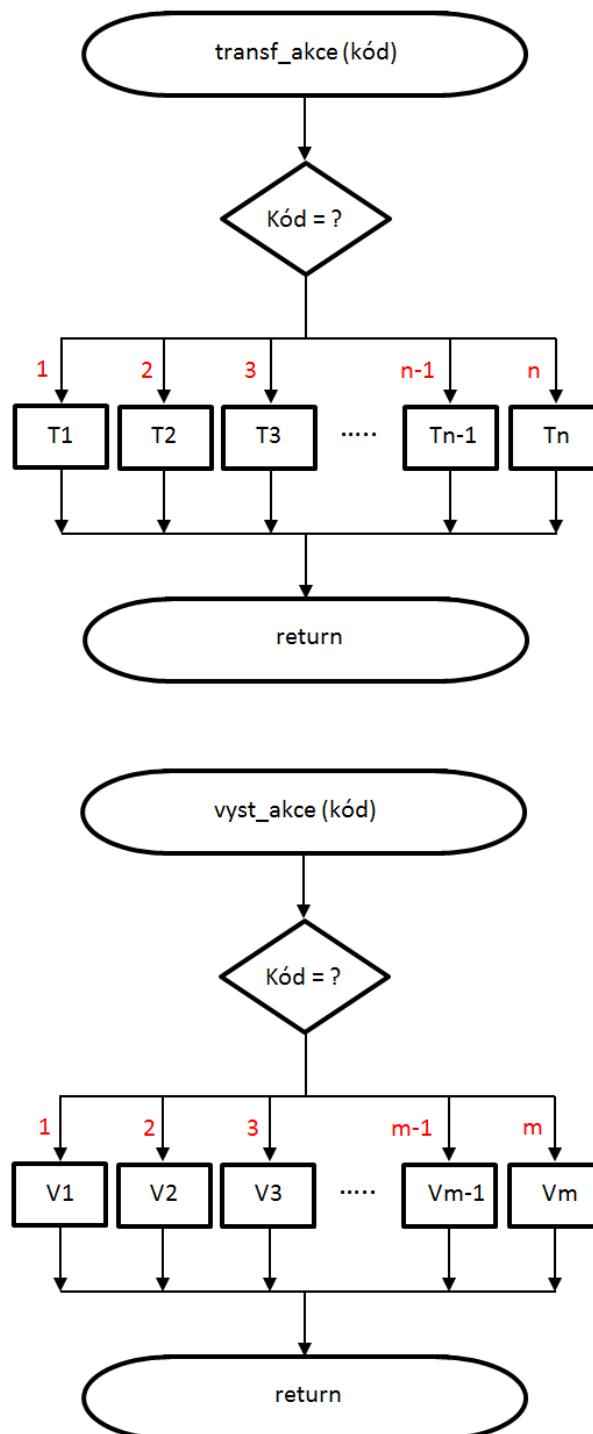 transf_akce (kód)
Kód = ?
1 2 3 n-1 n
T1 T2 T3 ..... Tn-1 Tn
return
vyst_akce (kód)
Kód = ?
1 2 3 m-1 m
V1 V2 V3 ..... Vm-1 Vm
return